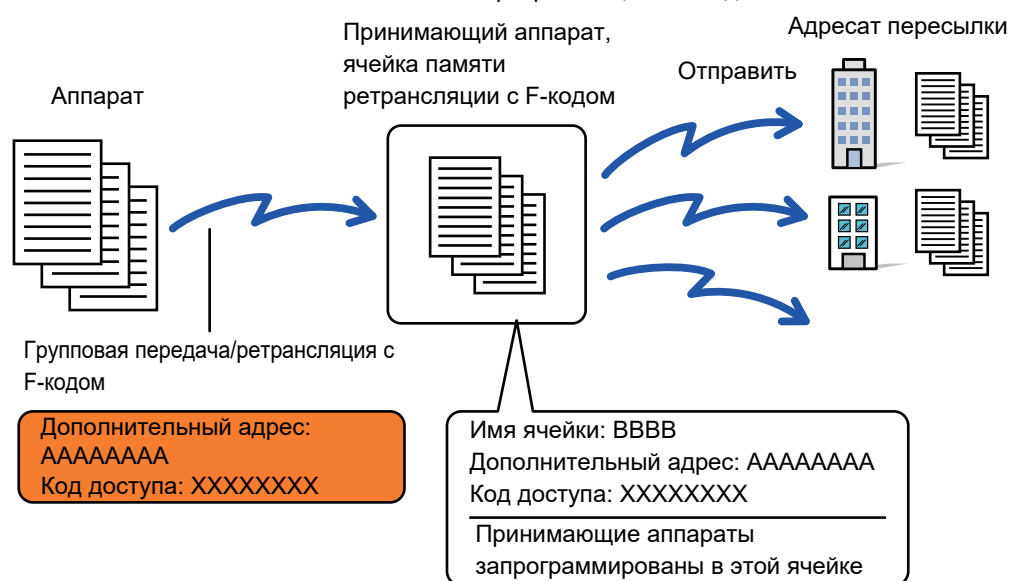 Адресат пересылки
Принимающий аппарат,
ячейка памяти
ретрансляции с F-кодом
Отправить
Аппарат
Групповая передача/ретрансляция с
F-кодом
Дополнительный адрес:
AAAAAAAA
Код доступа: XXXXXXXX
Имя ячейки: BBBB
Дополнительный адрес: AAAAAAAA
Код доступа: XXXXXXXX
Принимающие аппараты
запрограммированы в этой ячейке